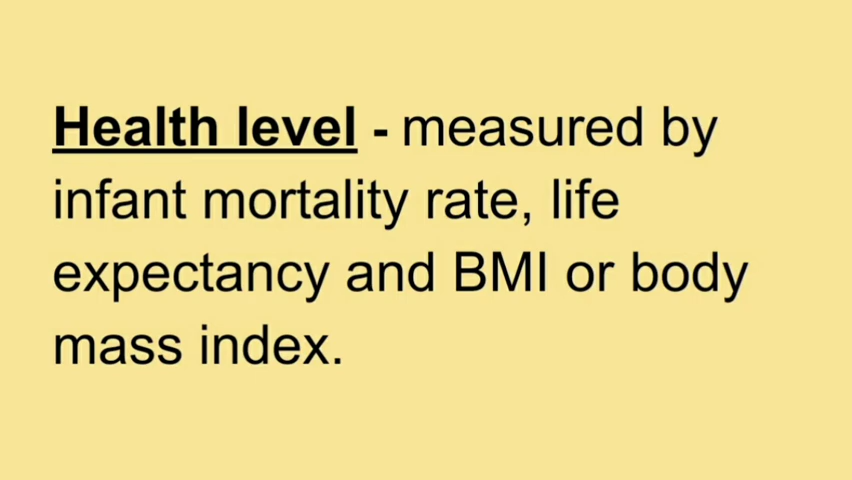 Health level - measured by
infant mortality rate, life
expectancy and BMI or body
mass index.